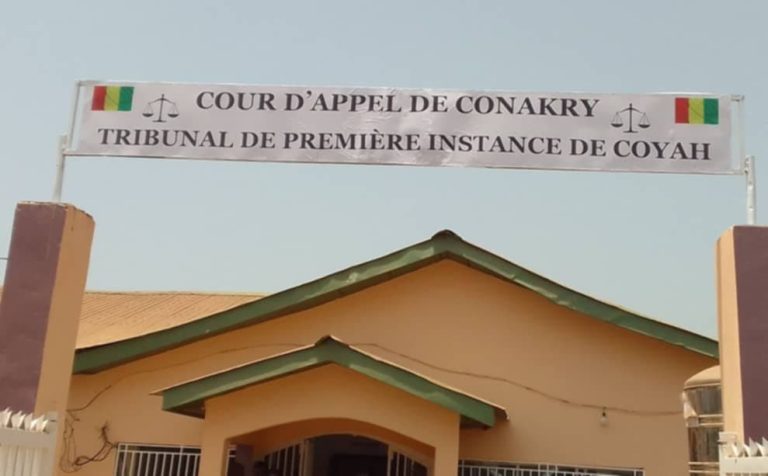 COUR D'APPEL DE CONAKRY
TRIBUNAL DE PREMIÈRE INSTANCE DE COYAH